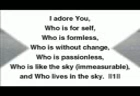 I adore You,
Who is for self,
Who is formless,
Who is without change,
Who is passionless,
Who is like the sky (immeasurable),
and Who lives in the sky. ||1||